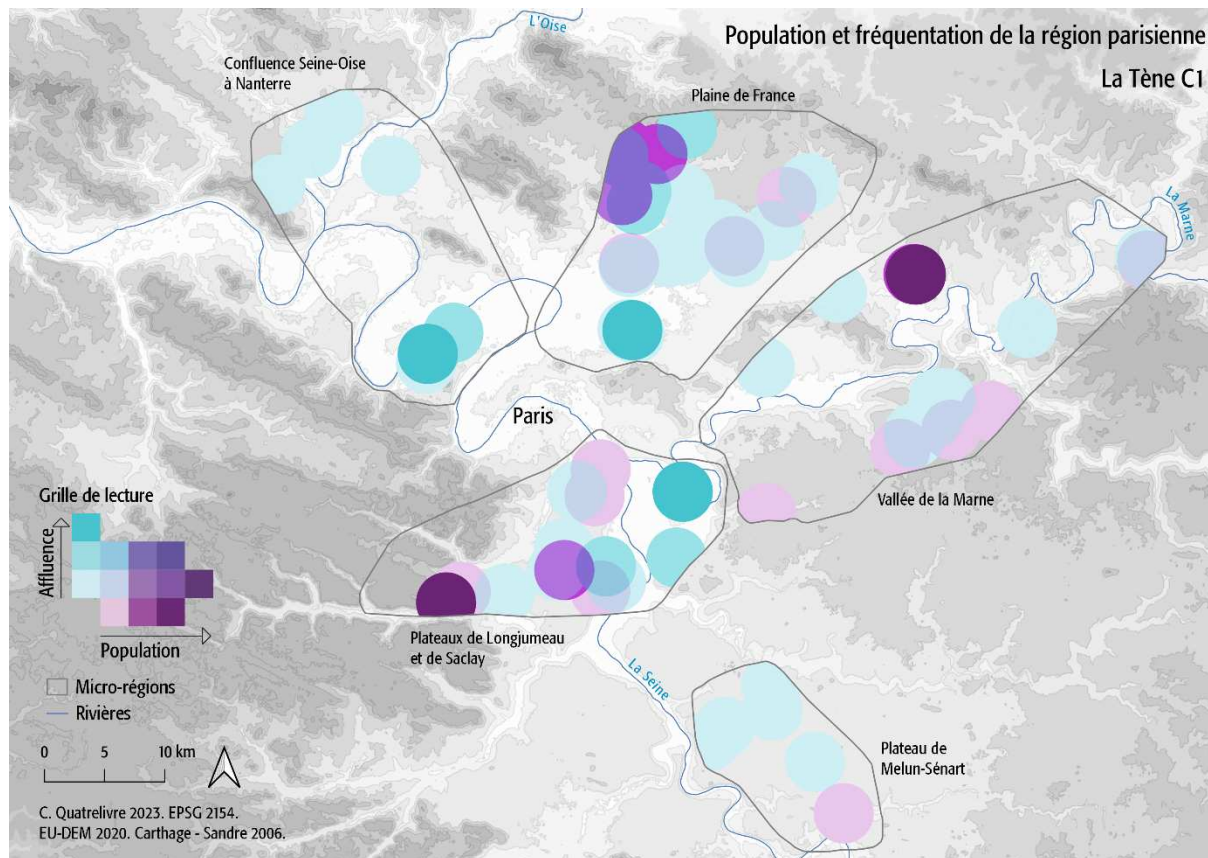 Population et fréquentation de la région parisienne
La Tène C1
L'Oise
Confluence Seine-Oise
à Nanterre
Plaine de France
La Marne
Paris
Vallée de la Marne
Grille de lecture
Affluence
Population
Plateaux de Longjumeau
et de Saclay
La Seine
Micro-régions
Rivières
0 5 10 km
Plateau de
Melun-Sénart
C. Quatrelivre 2023. EPSG 2154.
EU-DEM 2020. Carthage - Sandre 2006.